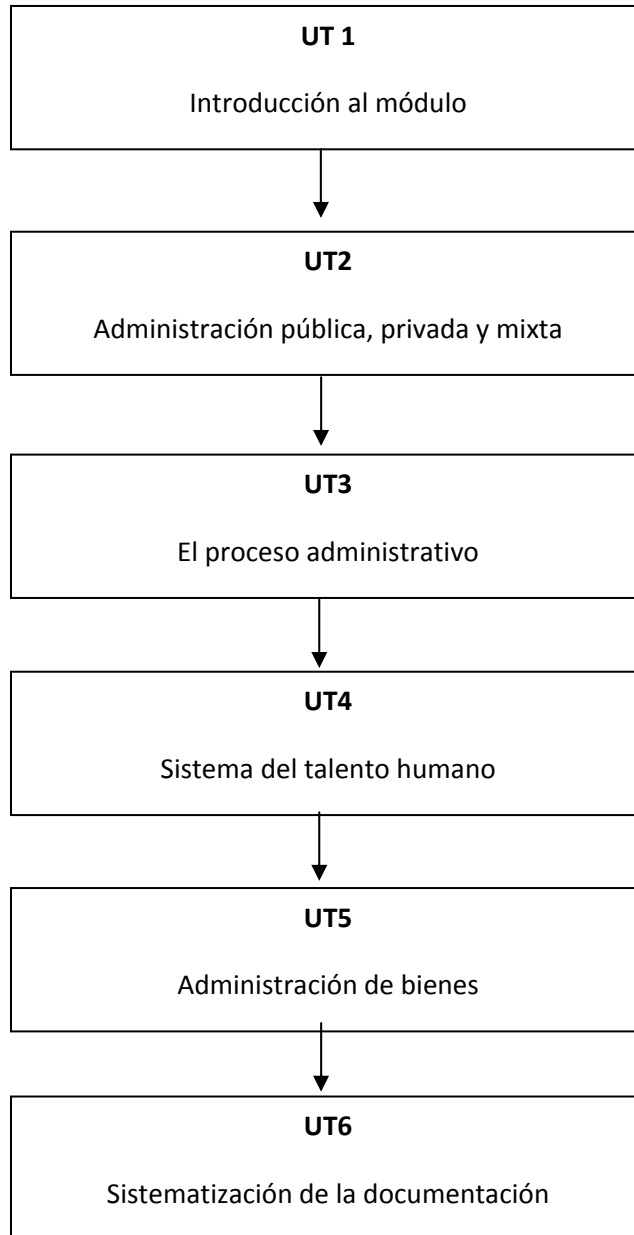 UT 1
Introducción al módulo
UT2
Administración pública, privada y mixta
UT3
El proceso administrativo
UT4
Sistema del talento humano
UT5
Administración de bienes
UT6
Sistematización de la documentación